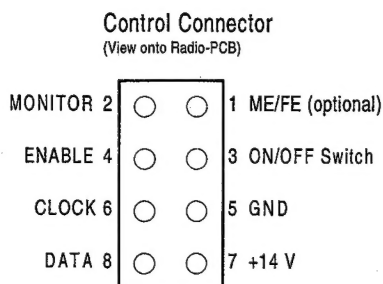 Control Connector
(View onto Radio-PCB)
MONITOR 2 1 ME/FE (optional)
ENABLE 4 3 ON/OFF Switch
CLOCK 6 5 GND
DATA 8 7 +14 V